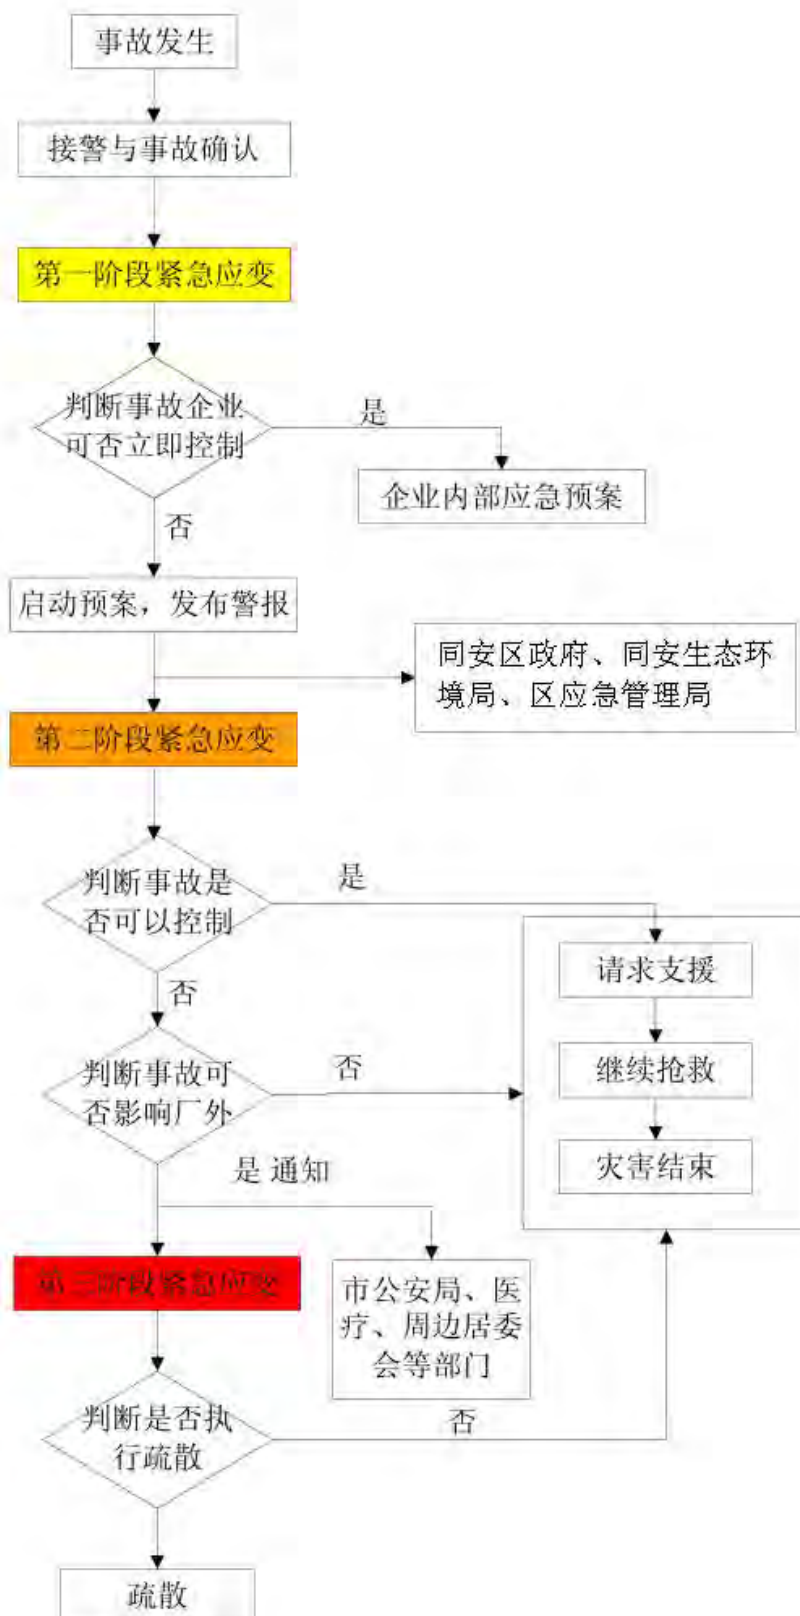 事故发生
接警与事故确认
第一阶段紧急应变
判断事故企业
可否立即控制
是
企业内部应急预案
否
启动预案，发布警报
同安区政府、同安生态环
境局、区应急管理局
第二阶段紧急应变
判断事故是
否可以控制
是
请求支援
否
继续抢救
判断事故可
否影响厂外
否
灾害结束
是 通知
第三阶段紧急应变
市公安局、医
疗、周边居委
会等部门
判断是否执
行疏散
否
疏散